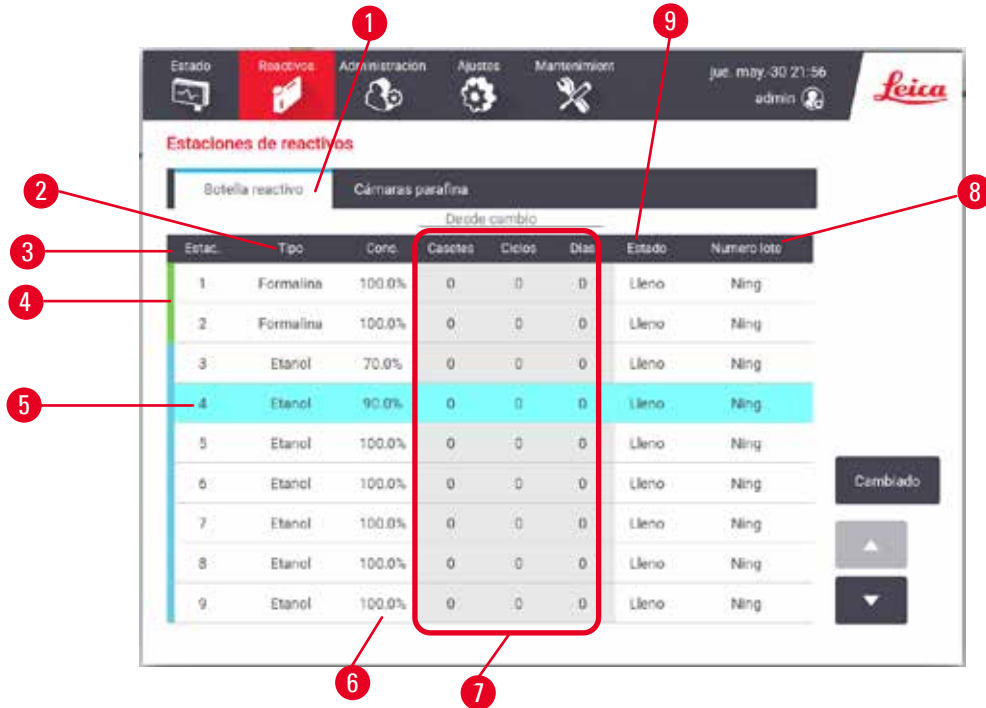 1
9
Estado
Reactivos
Administración
Ajustes
Mantenimient
jue. may.-30 21:56
admin
Leica
Estaciones de reactivos
Botella reactivo
Cámaras parafina
2
8
Desde cambio
3
Estac. Tipo Conc. Casetes Ciclos Días Estado Numero loto
4
1 Formalina 100.0% 0 0 0 Lleno Ning
2 Formalina 100.0% 0 0 0 Lleno Ning
3 Etanol 70.0% 0 0 0 Lleno Ning
5
4 Etanol 90.0% 0 0 0 Lleno Ning
5 Etanol 100.0% 0 0 0 Lleno Ning
6 Etanol 100.0% 0 0 0 Lleno Ning
Cambiado
7 Etanol 100.0% 0 0 0 Lleno Ning
8 Etanol 100.0% 0 0 0 Lleno Ning
9 Etanol 100.0% 0 0 0 Lleno Ning
6
7